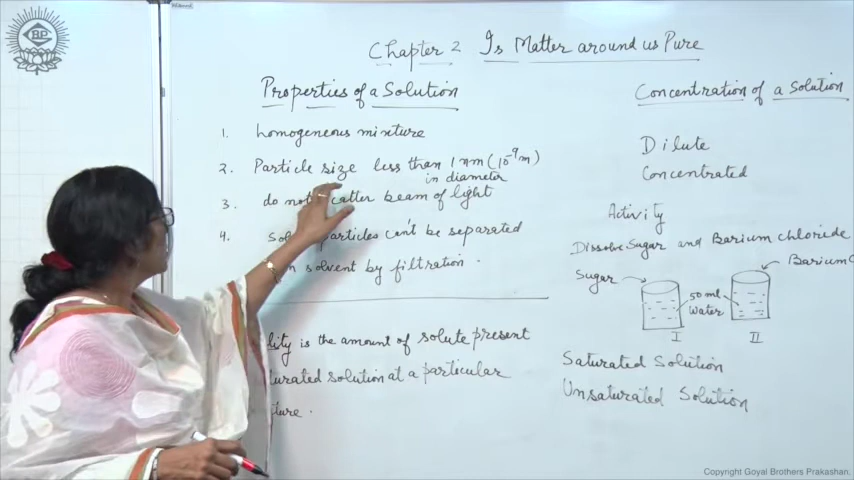 GBP
Chapter 2 Is Matter around us Pure
Properties of a Solution
1. homogeneous mixture
2. Particle size less than 1 nm (10⁻⁹m)
in diameter
3. do not catter beam of light
4. particles can't be separated
solvent by filtration.
lity is the amount of solute present
turated solution at a particular
ture.
Concentration of a Solution
Dilute
Concentrated
Activity
Dissolve Sugar and Barium chloride
Sugar
Barium C
50 ml
water
I
II
Saturated Solution
Unsaturated Solution
Copyright Goyal Brothers Prakashan.